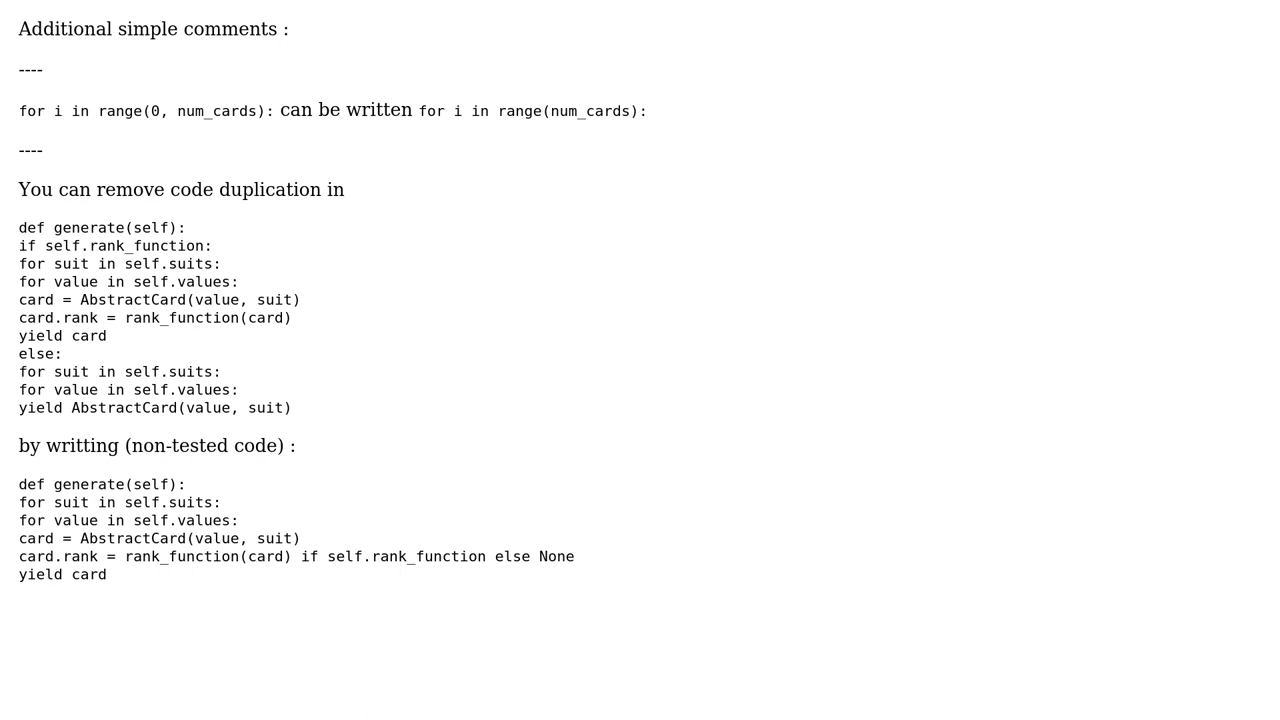 Additional simple comments :
----
for i in range(0, num_cards): can be written for i in range(num_cards):
----
You can remove code duplication in
def generate(self):
if self.rank_function:
for suit in self.suits:
for value in self.values:
card = AbstractCard(value, suit)
card.rank = rank_function(card)
yield card
else:
for suit in self.suits:
for value in self.values:
yield AbstractCard(value, suit)
by writting (non-tested code) :
def generate(self):
for suit in self.suits:
for value in self.values:
card = AbstractCard(value, suit)
card.rank = rank_function(card) if self.rank_function else None
yield card